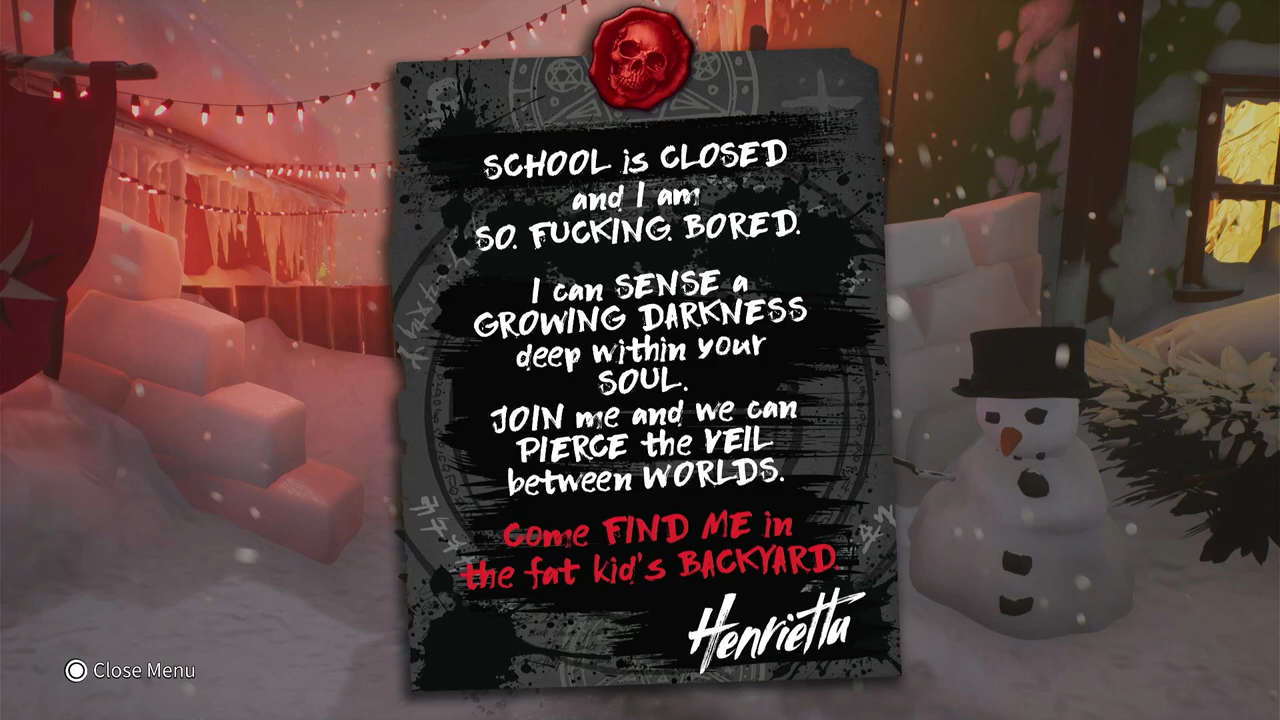 SCHOOL is CLOSED
and I am
SO. FUCKING. BORED.
I can SENSE a
GROWING DARKNESS
deep within your
SOUL.
JOIN me and we can
PIERCE the VEIL
between WORLDS.
Come FIND ME in
the fat kid's BACKYARD.
Henrietta
Close Menu